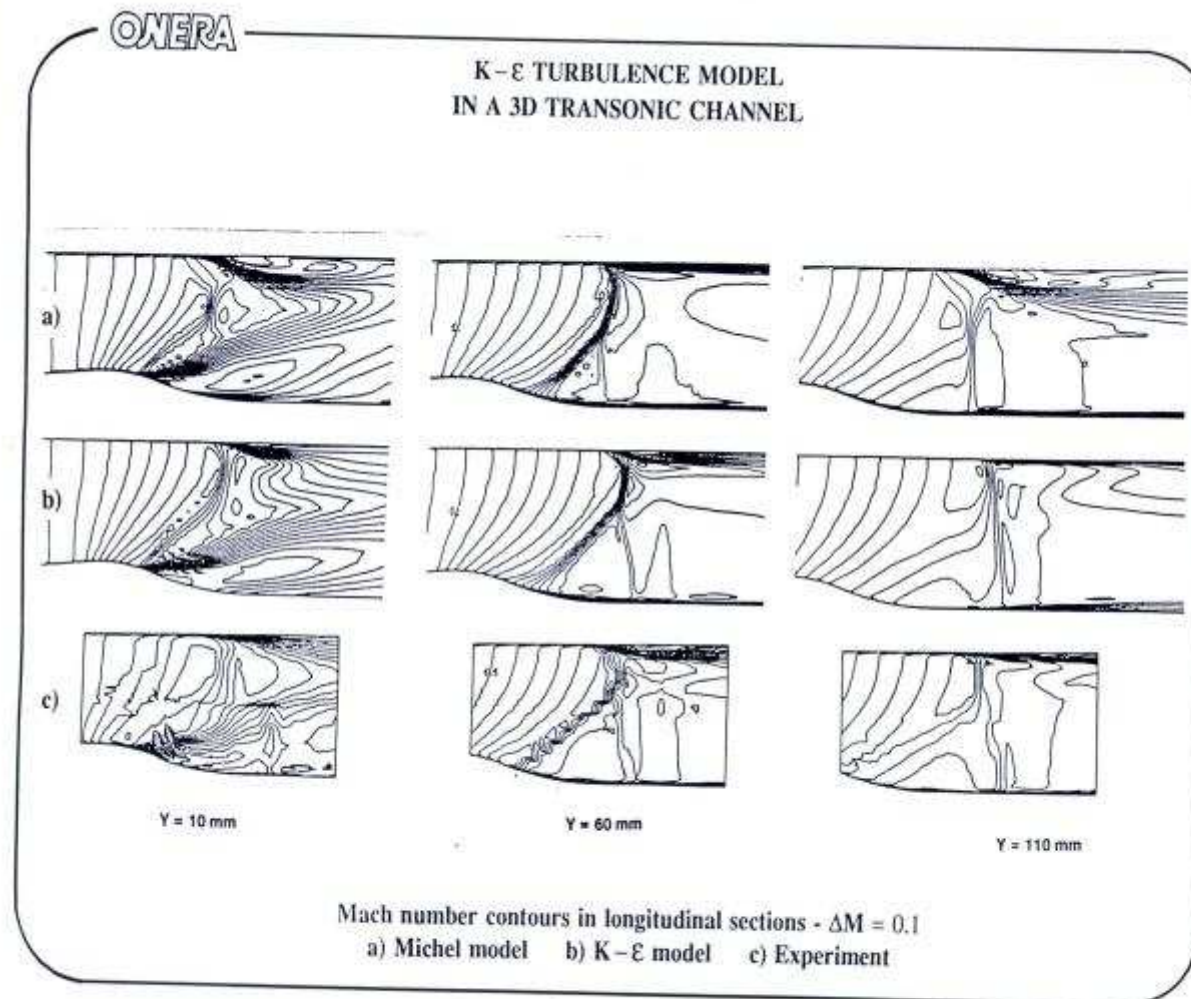 ONERA
K-ε TURBULENCE MODEL
IN A 3D TRANSONIC CHANNEL
a)
b)
c)
Y = 10 mm
Y = 60 mm
Y = 110 mm
Mach number contours in longitudinal sections - ΔM = 0.1
a) Michel model b) K-ε model c) Experiment